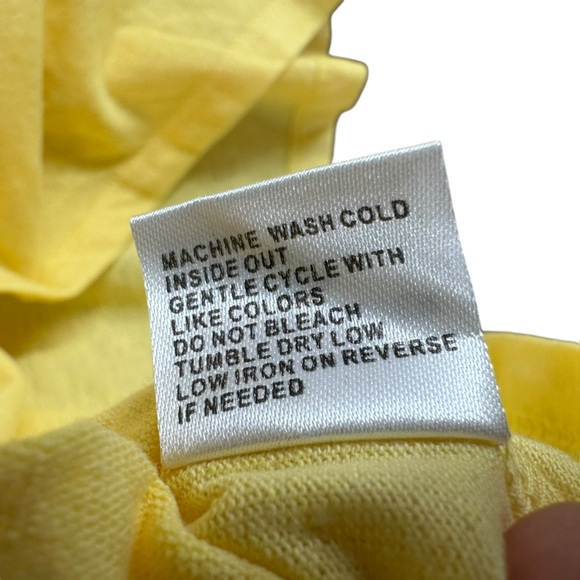 MACHINE WASH COLD
INSIDE OUT
GENTLE CYCLE WITH
LIKE COLORS
DO NOT BLEACH
TUMBLE DRY LOW
LOW IRON ON REVERSE
IF NEEDED